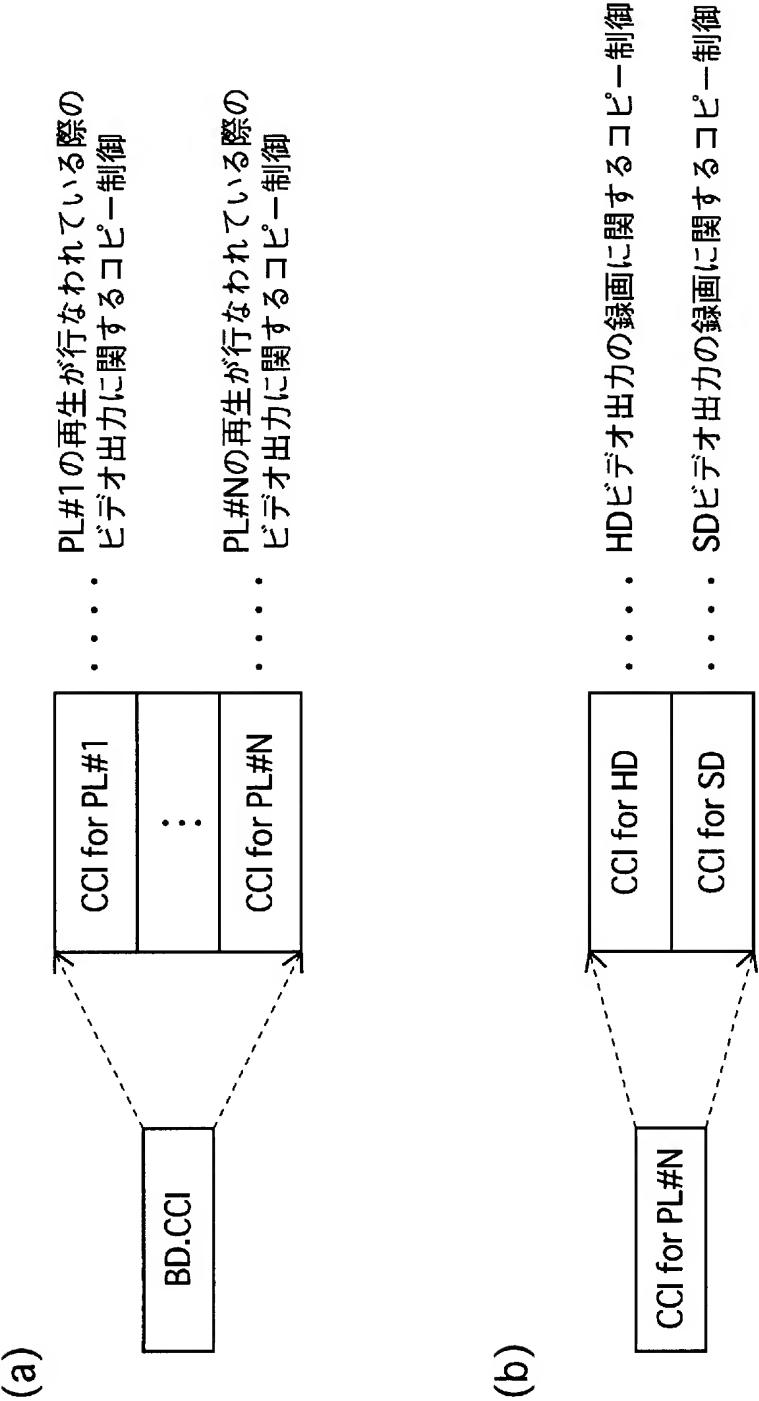 (a)
BD.CCI
CCI for PL#1
⋮
CCI for PL#N
・・・・ PL#1の再生が行なわれている際の
ビデオ出力に関するコピー制御
・・・・ PL#Nの再生が行なわれている際の
ビデオ出力に関するコピー制御
(b)
CCI for PL#N
CCI for HD
CCI for SD
・・・・ HDビデオ出力の録画に関するコピー制御
・・・・ SDビデオ出力の録画に関するコピー制御